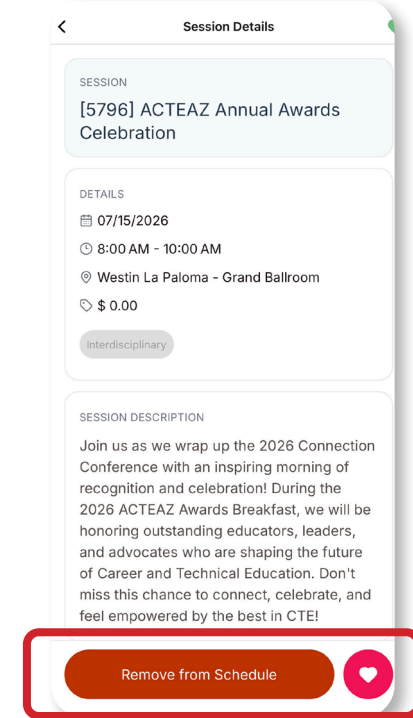 Session Details
SESSION
[5796] ACTEAZ Annual Awards
Celebration
DETAILS
07/15/2026
8:00 AM - 10:00 AM
Westin La Paloma - Grand Ballroom
$ 0.00
Interdisciplinary
SESSION DESCRIPTION
Join us as we wrap up the 2026 Connection
Conference with an inspiring morning of
recognition and celebration! During the
2026 ACTEAZ Awards Breakfast, we will be
honoring outstanding educators, leaders,
and advocates who are shaping the future
of Career and Technical Education. Don't
miss this chance to connect, celebrate, and
feel empowered by the best in CTE!
Remove from Schedule